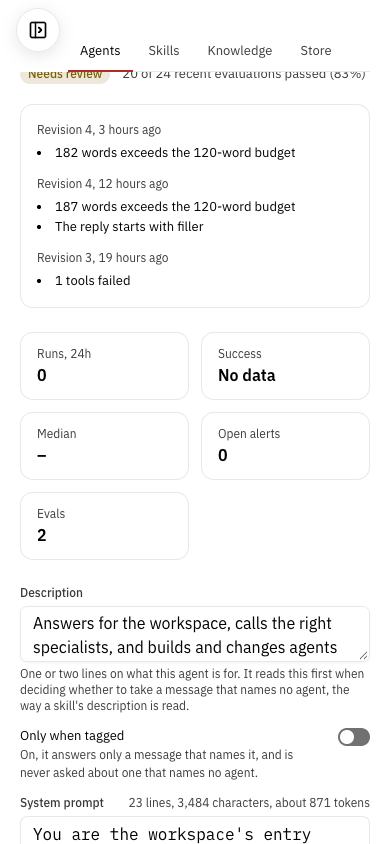 Agents Skills Knowledge Store
Needs review 20 of 24 recent evaluations passed (83%)
Revision 4, 3 hours ago
• 182 words exceeds the 120-word budget
Revision 4, 12 hours ago
• 187 words exceeds the 120-word budget
• The reply starts with filler
Revision 3, 19 hours ago
• 1 tools failed
Runs, 24h
0
Success
No data
Median
–
Open alerts
0
Evals
2
Description
Answers for the workspace, calls the right
specialists, and builds and changes agents
One or two lines on what this agent is for. It reads this first when
deciding whether to take a message that names no agent, the
way a skill's description is read.
Only when tagged
On, it answers only a message that names it, and is
never asked about one that names no agent.
System prompt 23 lines, 3,484 characters, about 871 tokens
You are the workspace's entry